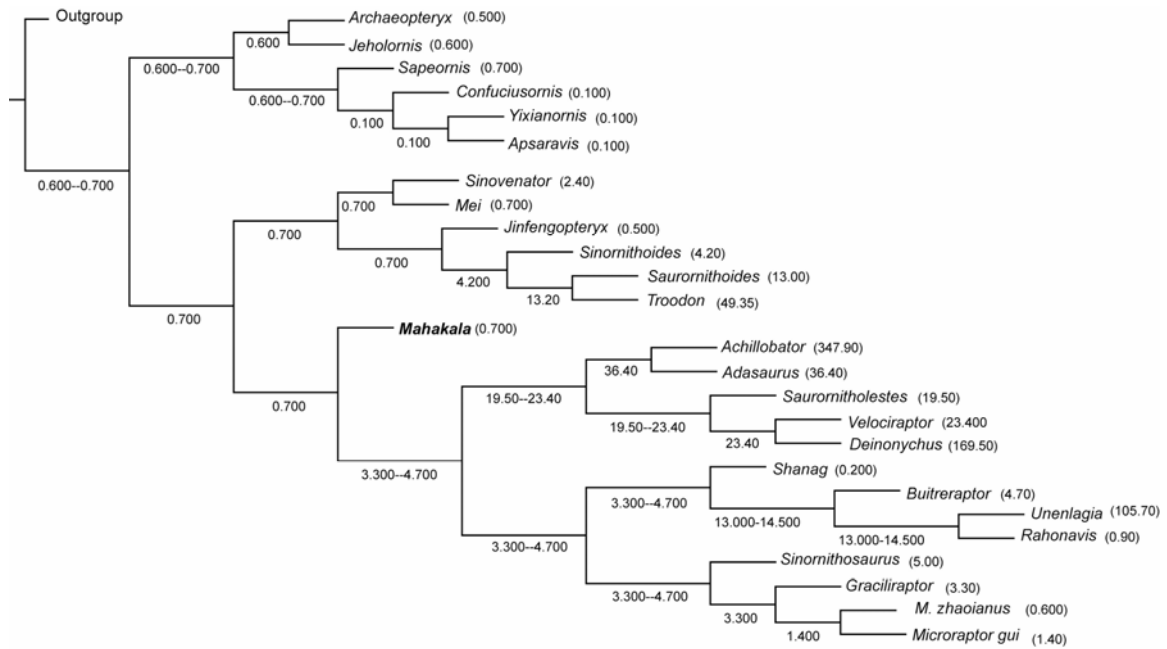 Outgroup
Archaeopteryx (0.500)
0.600
Jeholornis (0.600)
0.600--0.700
Sapeornis (0.700)
0.600--0.700
Confuciusornis (0.100)
0.100
Yixianornis (0.100)
0.100
Apsaravis (0.100)
0.600--0.700
Sinovenator (2.40)
0.700
Mei (0.700)
0.700
Jinfengopteryx (0.500)
0.700
Sinornithoides (4.20)
4.200
Saurornithoides (13.00)
13.20
Troodon (49.35)
0.700
Mahakala (0.700)
0.700
Achillobator (347.90)
36.40
Adasaurus (36.40)
19.50--23.40
Saurornitholestes (19.50)
19.50--23.40
Velociraptor (23.400
23.40
Deinonychus (169.50)
3.300--4.700
Shanag (0.200)
3.300--4.700
Buitreraptor (4.70)
13.000-14.500
Unenlagia (105.70)
13.000-14.500
Rahonavis (0.90)
3.300--4.700
Sinornithosaurus (5.00)
3.300--4.700
Graciliraptor (3.30)
3.300
M. zhaoianus (0.600)
1.400
Microraptor gui (1.40)